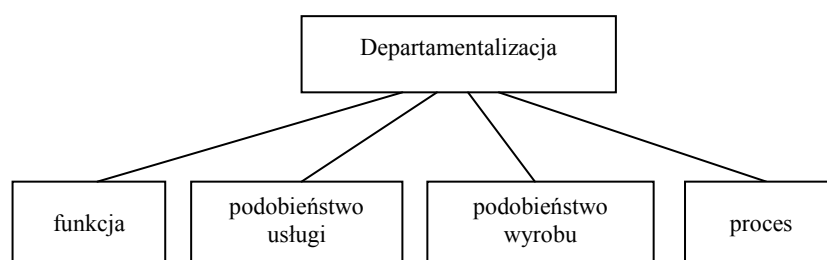 Departamentalizacja
funkcja
podobieństwo
usługi
podobieństwo
wyrobu
proces